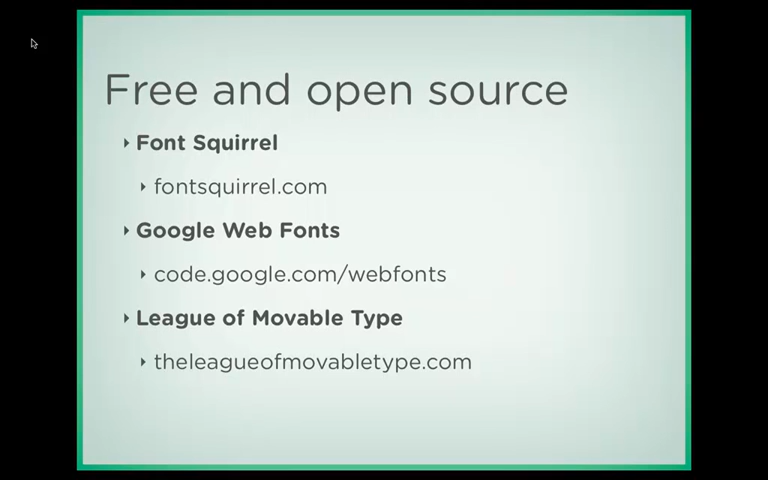 Free and open source
Font Squirrel
fontsquirrel.com
Google Web Fonts
code.google.com/webfonts
League of Movable Type
theleagueofmovabletype.com